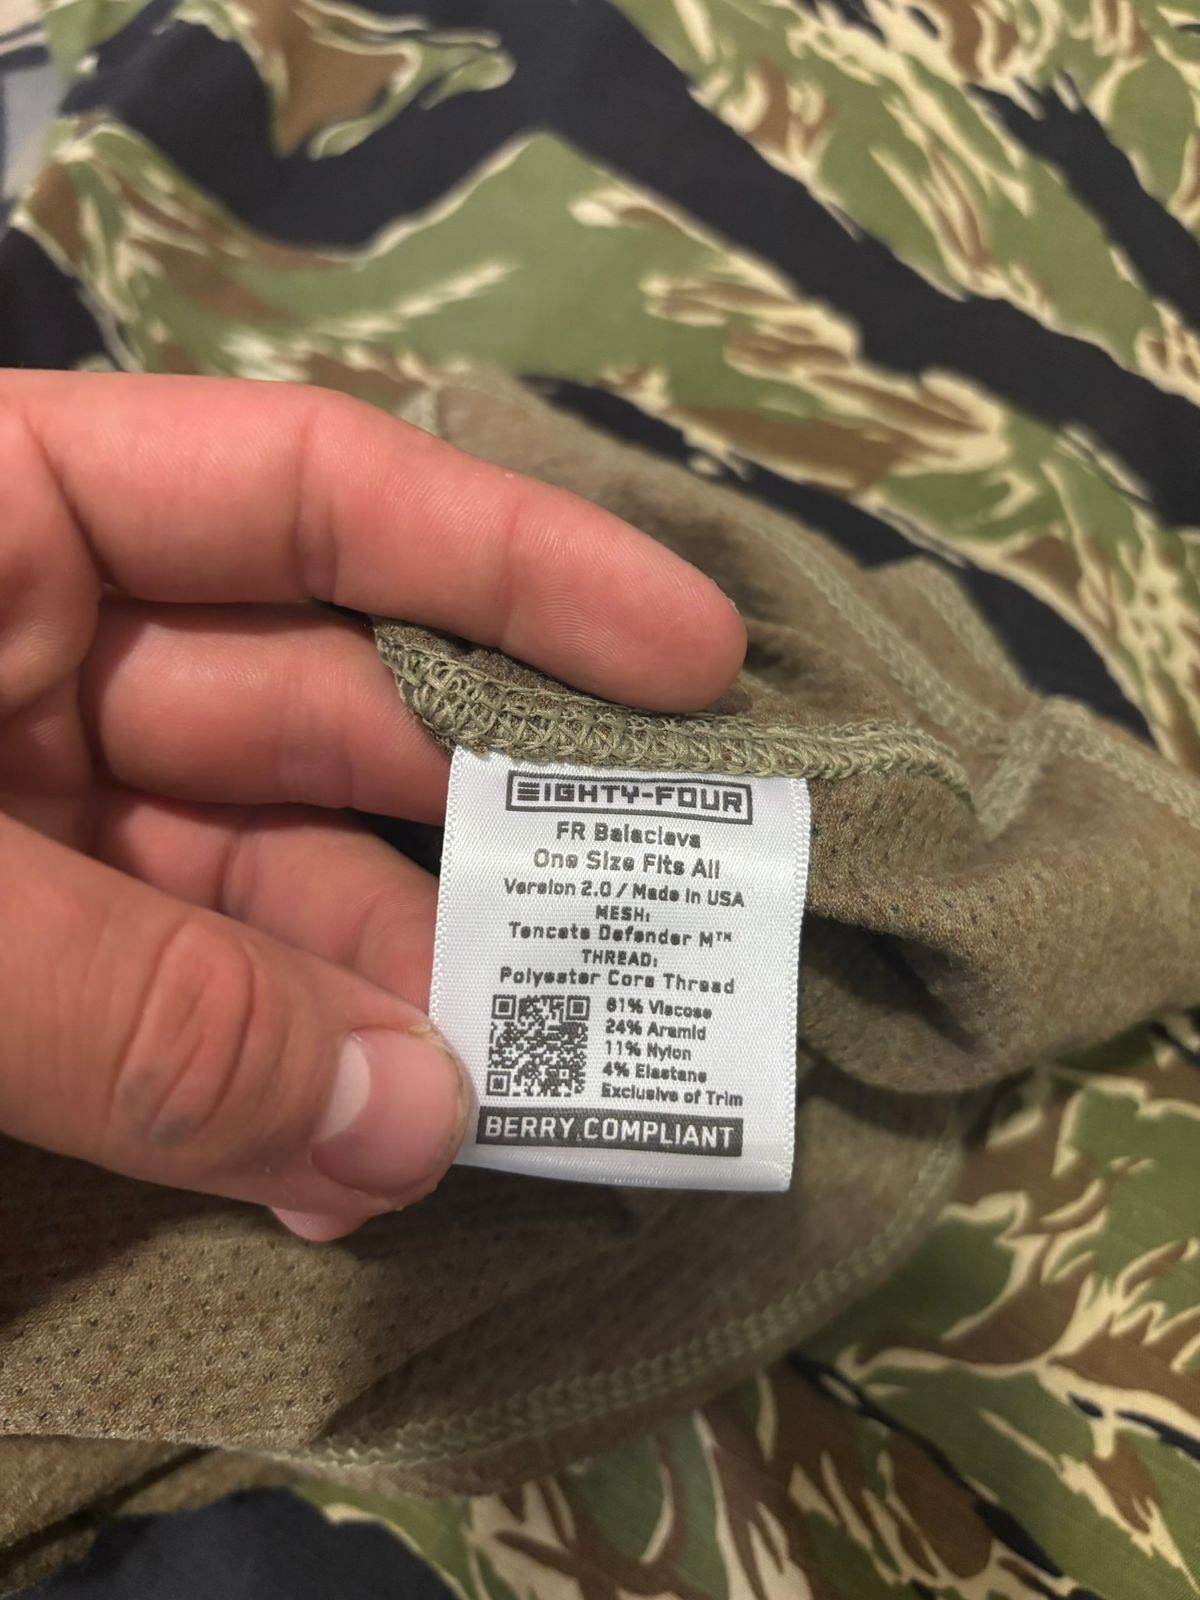 EIGHTY-FOUR
FR Balaclava
One Size Fits All
Version 2.0 / Made in USA
MESH:
Tencate Defender M™
THREAD:
Polyester Core Thread
61% Viscose
24% Aramid
11% Nylon
4% Elastane
Exclusive of Trim
BERRY COMPLIANT